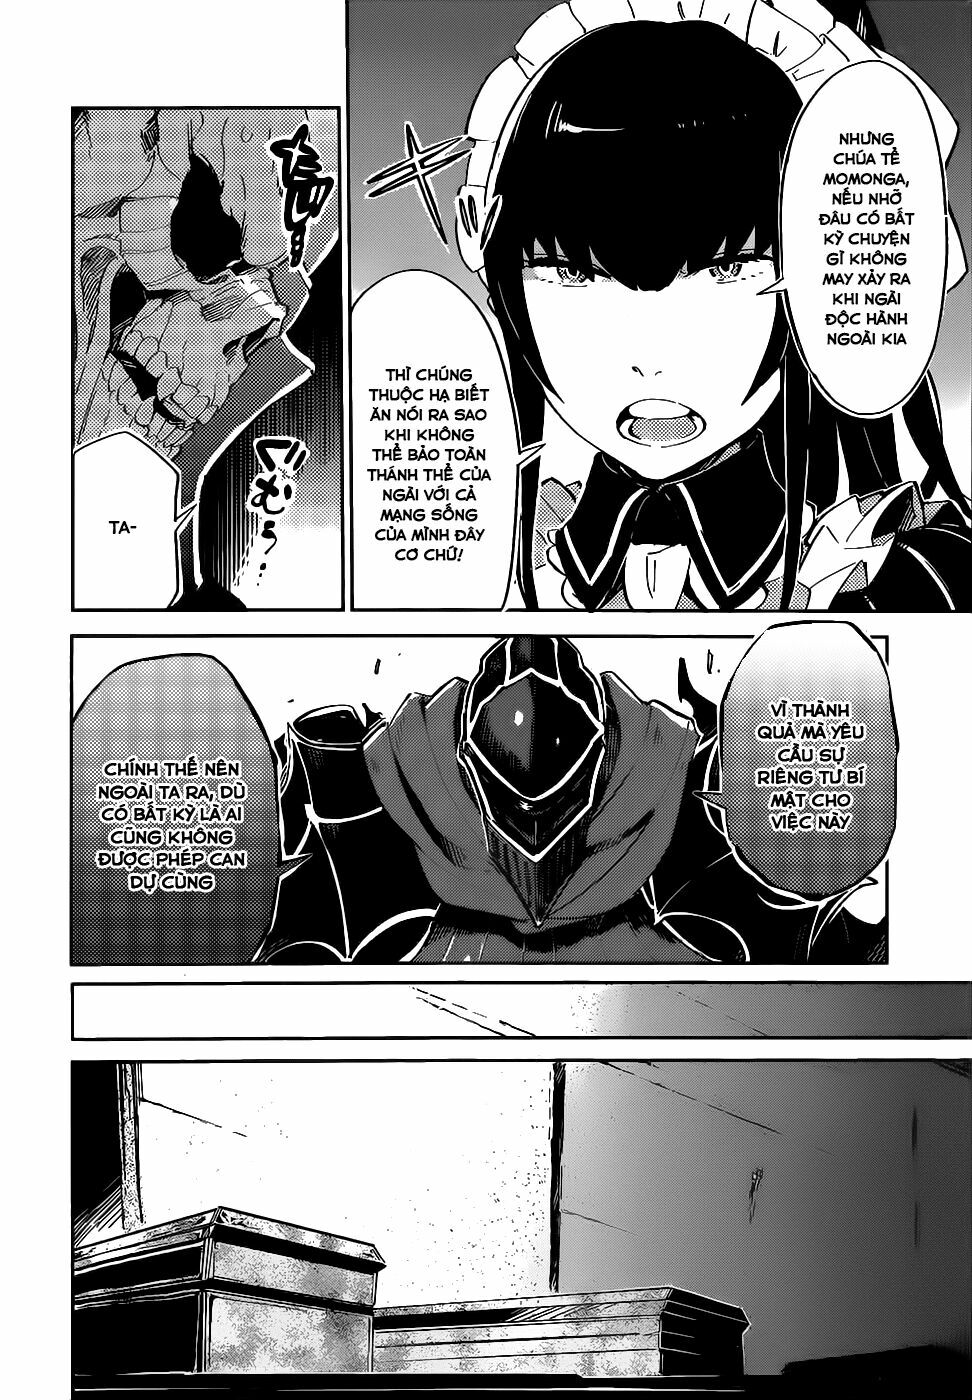 NHƯNG
CHÚA TỂ
MOMONGA,
NẾU NHỠ
ĐÂU CÓ BẤT
KỲ CHUYỆN
GÌ KHÔNG
MAY XẢY RA
KHI NGÀI
ĐỘC HÀNH
NGOÀI KIA
THÌ CHÚNG
THUỘC HẠ BIẾT
ĂN NÓI RA SAO
KHI KHÔNG
THỂ BẢO TOÀN
THÁNH THỂ CỦA
NGÀI VỚI CẢ
MẠNG SỐNG
CỦA MÌNH ĐÂY
CƠ CHỨ!
ぐむぅ…
TA-
VÌ THÀNH
QUẢ MÀ YÊU
CẦU SỰ
RIÊNG TƯ BÍ
MẬT CHO
VIỆC NÀY
CHÍNH THẾ NÊN
NGOÀI TA RA, DÙ
CÓ BẤT KỲ LÀ AI
CŨNG KHÔNG
ĐƯỢC PHÉP CAN
DỰ CÙNG